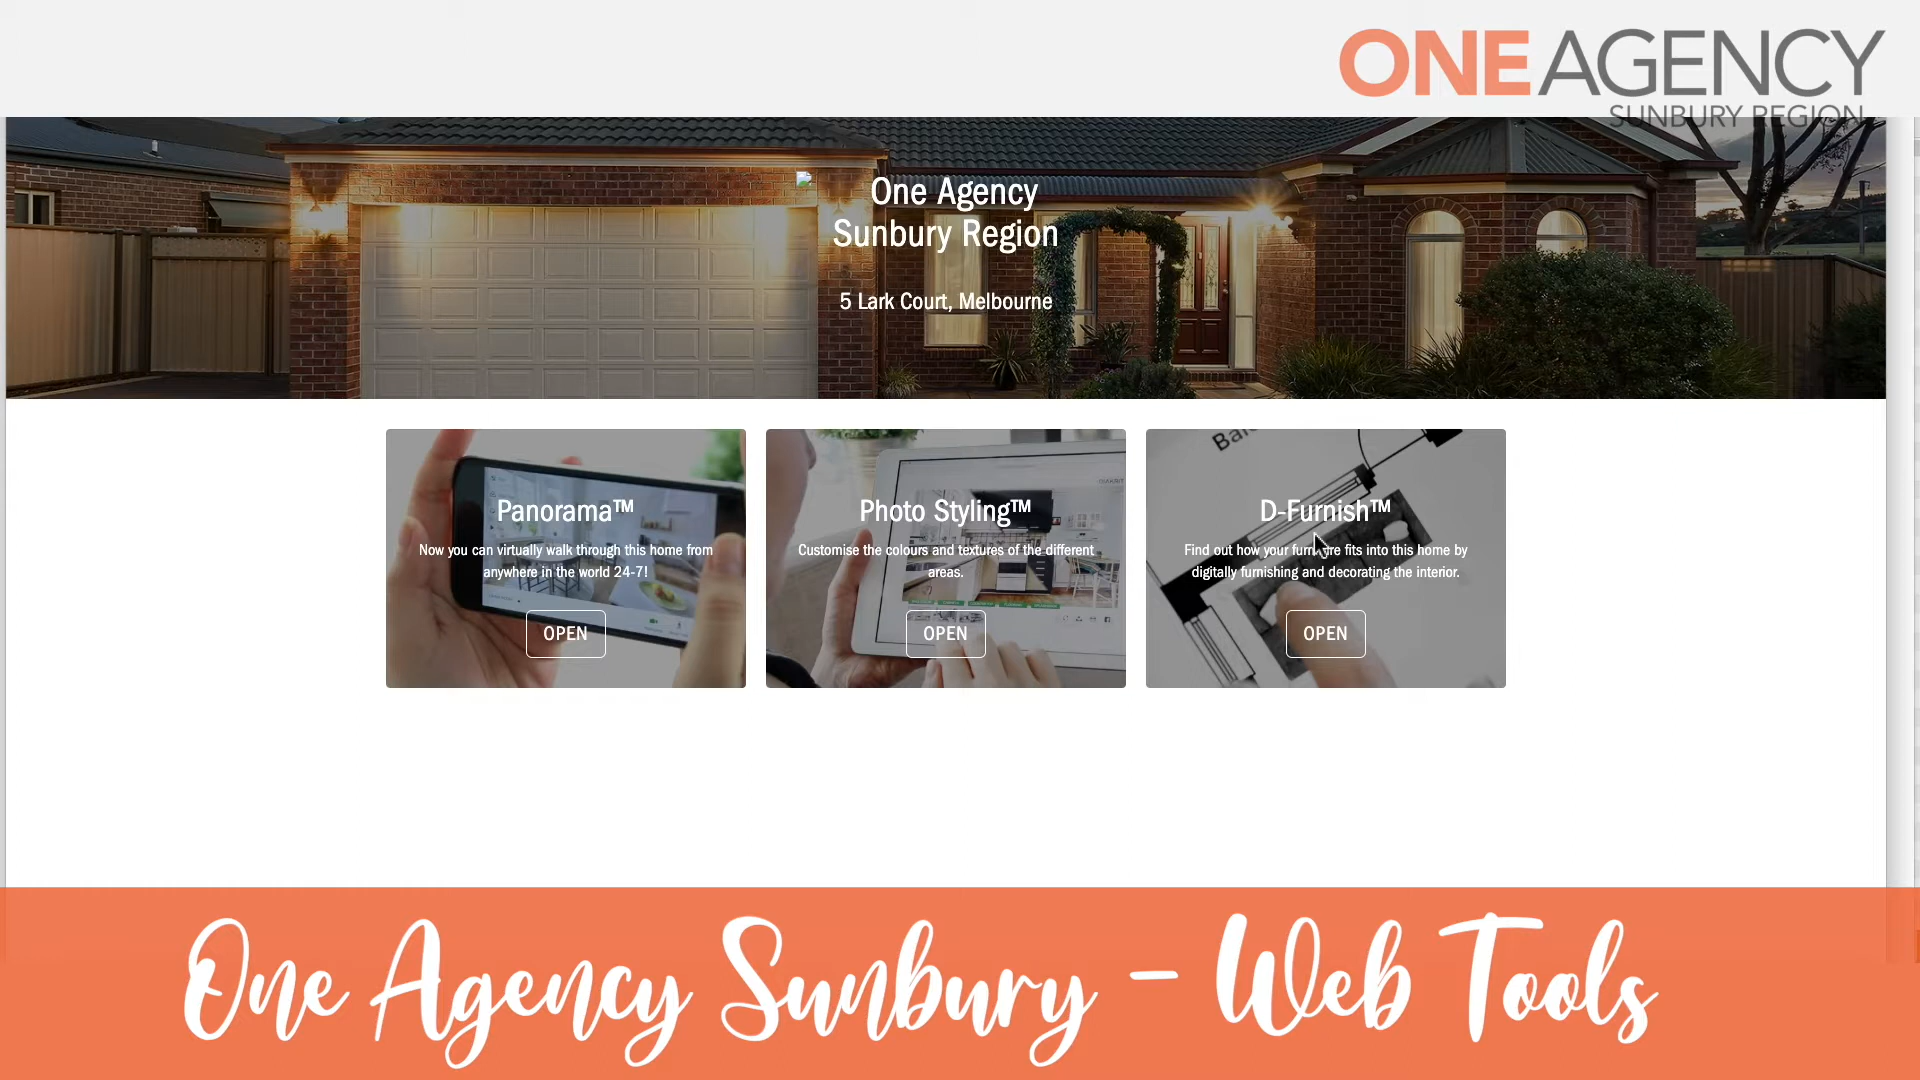 ONEAGENCY
SUNBURY REGION
One Agency
Sunbury Region
5 Lark Court, Melbourne
Panorama™
Now you can virtually walk through this home from
anywhere in the world 24-7!
OPEN
Photo Styling™
Customise the colours and textures of the different
areas.
OPEN
D-Furnish™
Find out how your furniture fits into this home by
digitally furnishing and decorating the interior.
OPEN
One Agency Sunbury - Web Tools